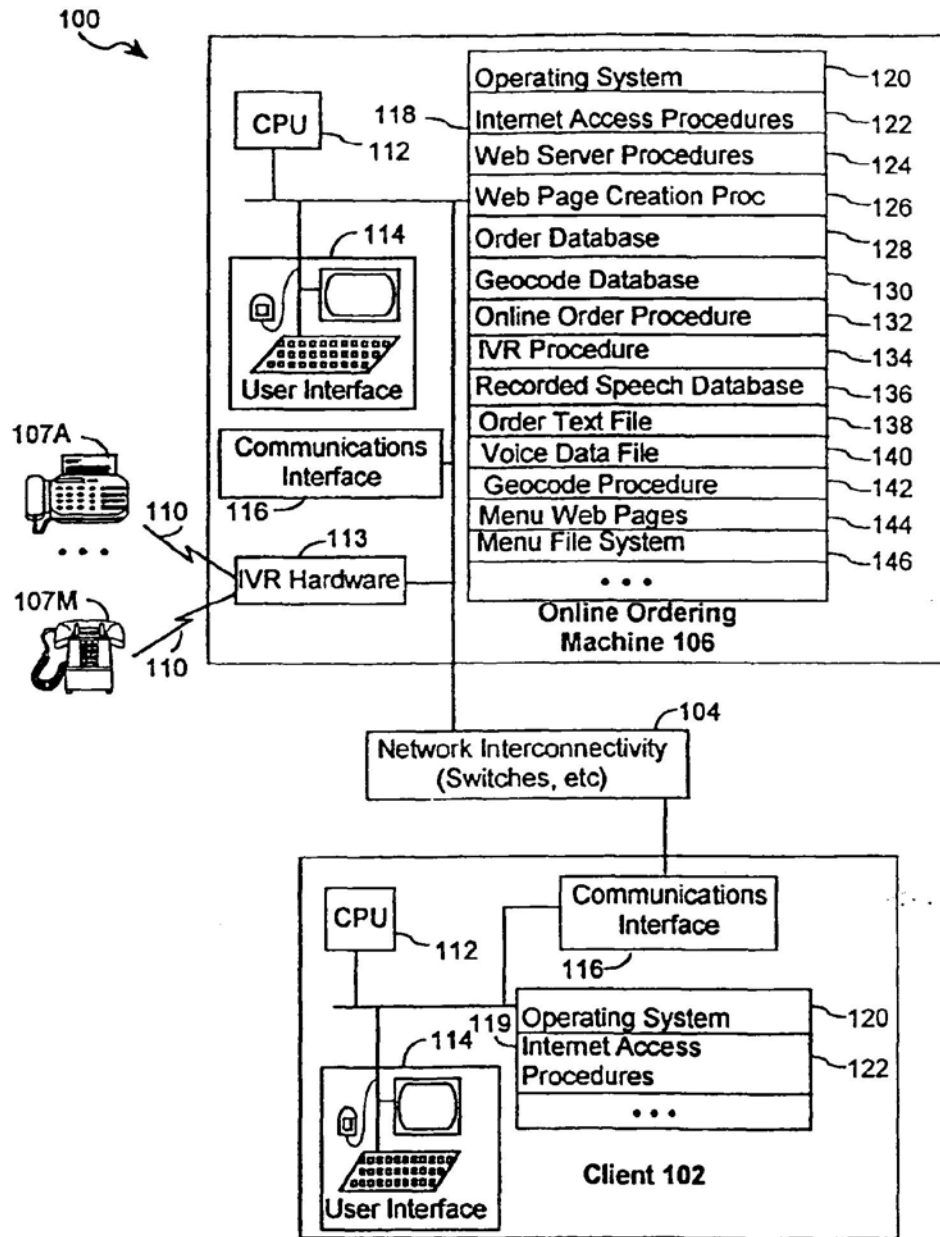 100
CPU
112
118
Operating System
120
Internet Access Procedures
122
Web Server Procedures
124
Web Page Creation Proc
126
Order Database
128
Geocode Database
130
Online Order Procedure
132
IVR Procedure
134
Recorded Speech Database
136
Order Text File
138
Voice Data File
140
Geocode Procedure
142
Menu Web Pages
144
Menu File System
146
• • •
Online Ordering
Machine 106
114
User Interface
Communications
Interface
116
113
IVR Hardware
107A
110
• • •
107M
110
104
Network Interconnectivity
(Switches, etc)
CPU
112
Communications
Interface
116
119
Operating System
120
Internet Access
Procedures
122
• • •
114
User Interface
Client 102